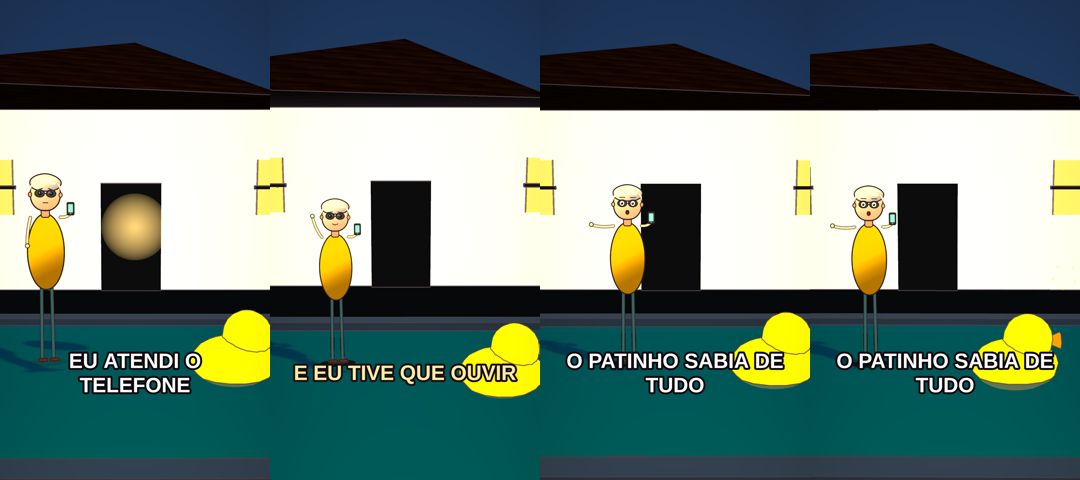 EU ATENDI O
TELEFONE
E EU TIVE QUE OUVIR
O PATINHO SABIA DE
TUDO
O PATINHO SABIA DE
TUDO